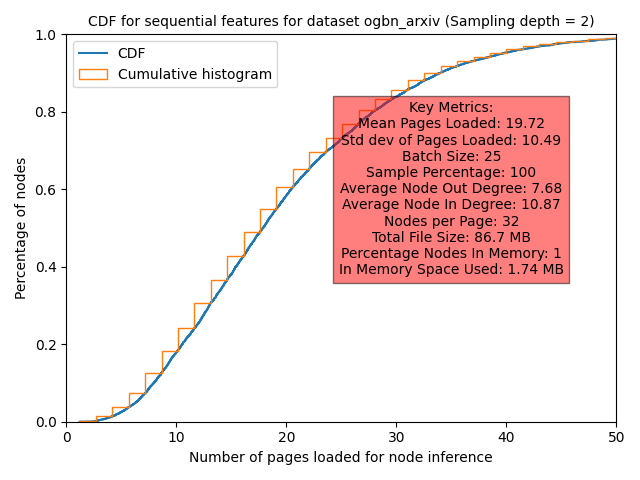 CDF for sequential features for dataset ogbn_arxiv (Sampling depth = 2)
CDF
Cumulative histogram
Key Metrics:
Mean Pages Loaded: 19.72
Std dev of Pages Loaded: 10.49
Batch Size: 25
Sample Percentage: 100
Average Node Out Degree: 7.68
Average Node In Degree: 10.87
Nodes per Page: 32
Total File Size: 86.7 MB
Percentage Nodes In Memory: 1
In Memory Space Used: 1.74 MB
Percentage of nodes
1.0
0.8
0.6
0.4
0.2
0.0
0 10 20 30 40 50
Number of pages loaded for node inference